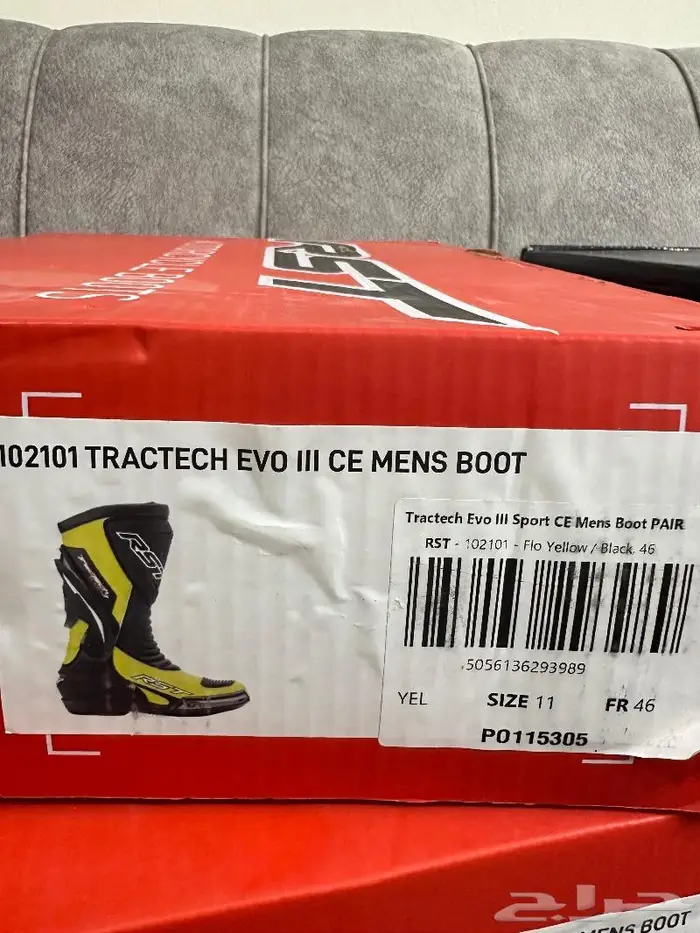 RST
102101 TRACTECH EVO III CE MENS BOOT
RST
RST
Tractech Evo III Sport CE Mens Boot PAIR
RST - 102101 - Flo Yellow / Black, 46
5056136293989
YEL SIZE 11 FR 46
PO115305
حراج
MENS BOOT